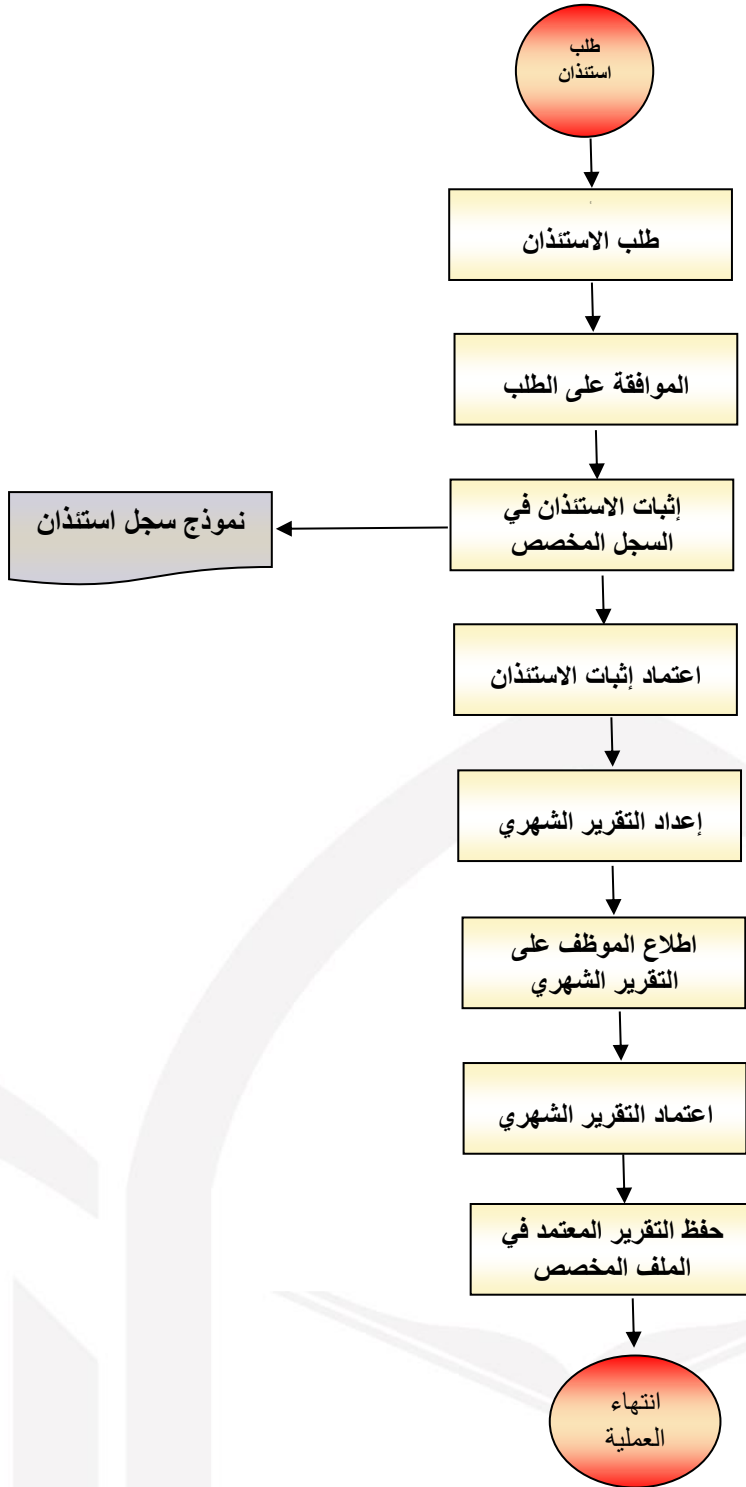 طلب
استئذان
طلب الاستئذان
الموافقة على الطلب
إثبات الاستئذان في
السجل المخصص
نموذج سجل استئذان
اعتماد إثبات الاستئذان
إعداد التقرير الشهري
اطلاع الموظف على
التقرير الشهري
اعتماد التقرير الشهري
حفظ التقرير المعتمد في
الملف المخصص
انتهاء
العملية